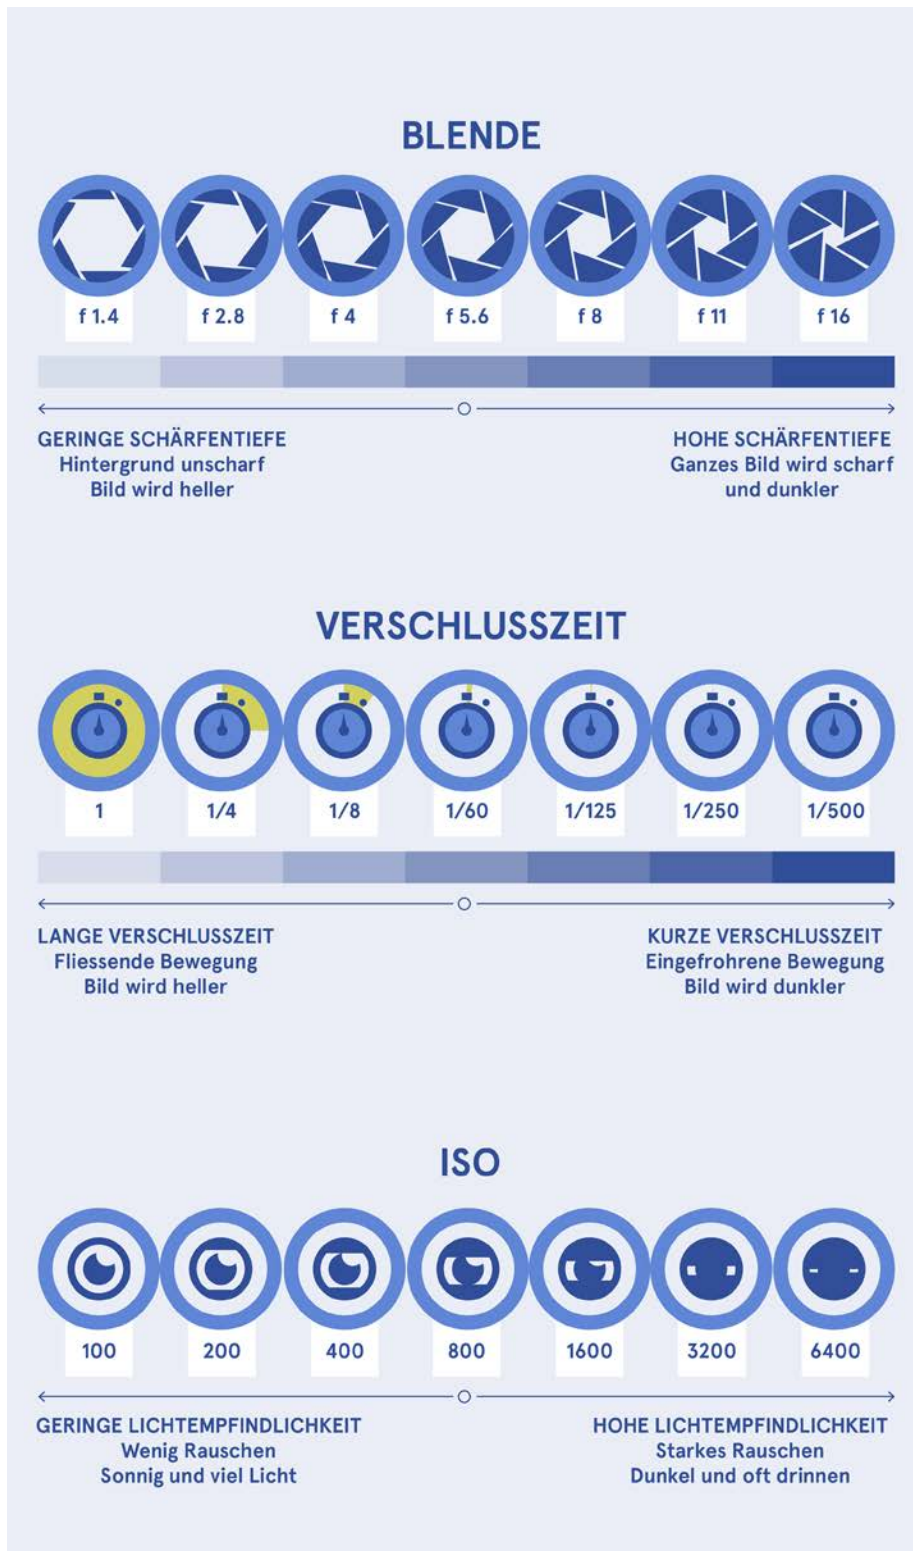 BLENDE
f 1.4 f 2.8 f 4 f 5.6 f 8 f 11 f 16
GERINGE SCHÄRFENTIEFE
Hintergrund unscharf
Bild wird heller
HOHE SCHÄRFENTIEFE
Ganzes Bild wird scharf
und dunkler
VERSCHLUSSZEIT
1 1/4 1/8 1/60 1/125 1/250 1/500
LANGE VERSCHLUSSZEIT
Fliessende Bewegung
Bild wird heller
KURZE VERSCHLUSSZEIT
Eingefrohrene Bewegung
Bild wird dunkler
ISO
100 200 400 800 1600 3200 6400
GERINGE LICHTEMPFINDLICHKEIT
Wenig Rauschen
Sonnig und viel Licht
HOHE LICHTEMPFINDLICHKEIT
Starkes Rauschen
Dunkel und oft drinnen